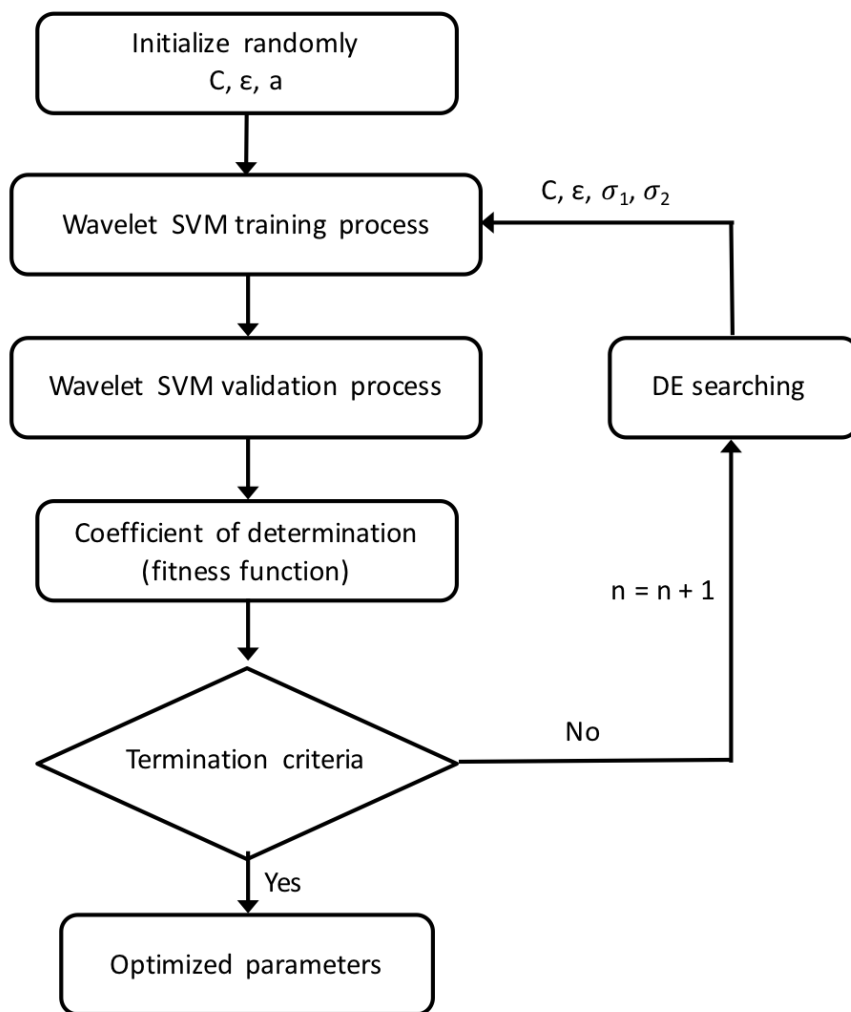 Initialize randomly
C, ε, a
C, ε, σ₁, σ₂
Wavelet SVM training process
Wavelet SVM validation process
DE searching
Coefficient of determination
(fitness function)
n = n + 1
No
Termination criteria
Yes
Optimized parameters